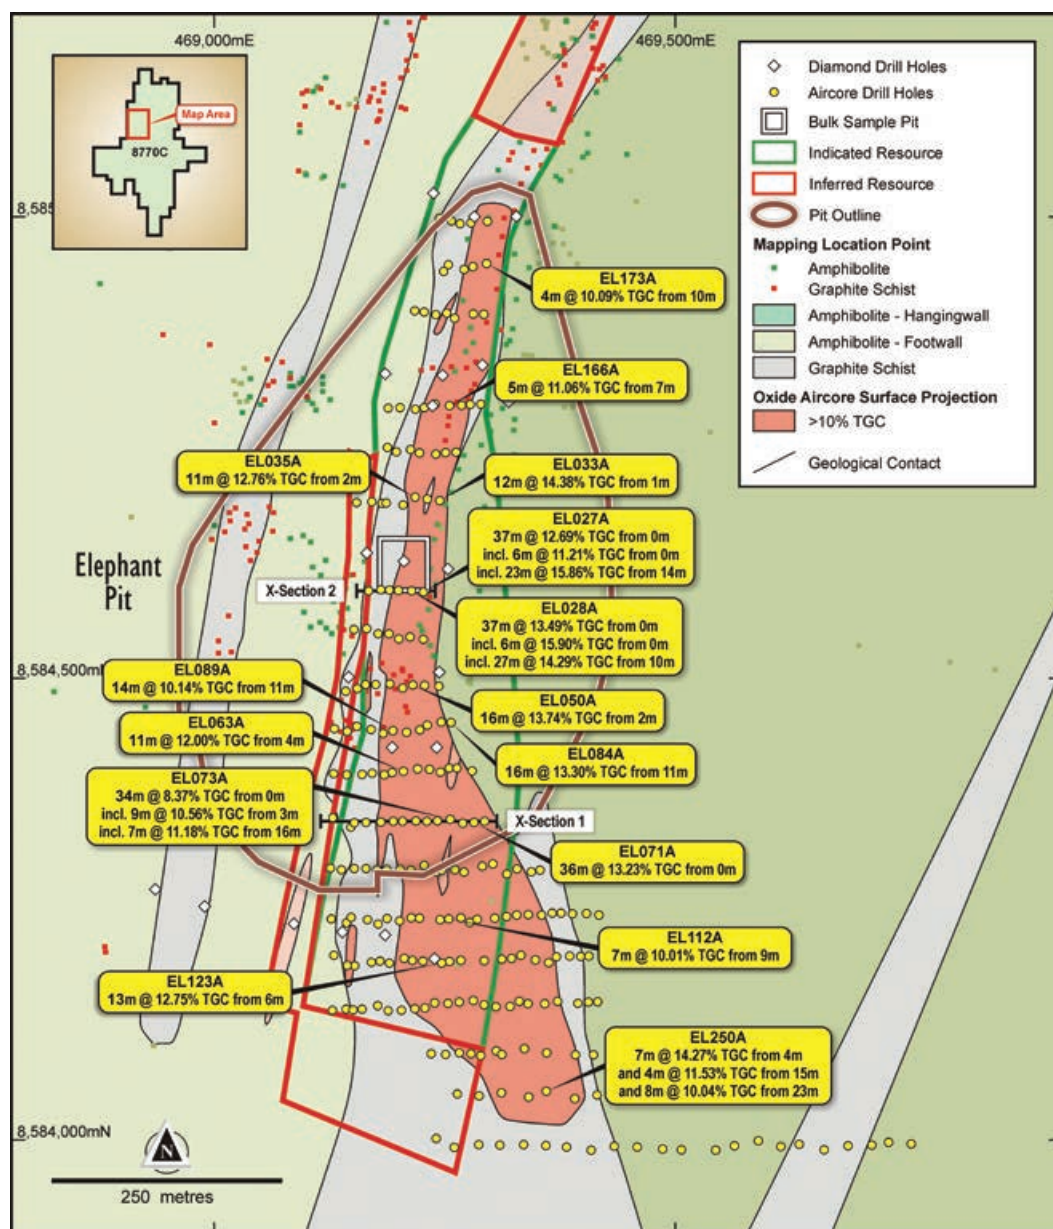 469,000mE
469,500mE
Map Area
8770C
Diamond Drill Holes
Aircore Drill Holes
Bulk Sample Pit
Indicated Resource
Inferred Resource
Pit Outline
Mapping Location Point
Amphibolite
Graphite Schist
Amphibolite - Hangingwall
Amphibolite - Footwall
Graphite Schist
Oxide Aircore Surface Projection
>10% TGC
Geological Contact
8,585
EL173A
4m @ 10.09% TGC from 10m
EL166A
5m @ 11.06% TGC from 7m
EL035A
11m @ 12.76% TGC from 2m
EL033A
12m @ 14.38% TGC from 1m
EL027A
37m @ 12.69% TGC from 0m
incl. 6m @ 11.21% TGC from 0m
incl. 23m @ 15.86% TGC from 14m
Elephant
Pit
X-Section 2
EL028A
37m @ 13.49% TGC from 0m
incl. 6m @ 15.90% TGC from 0m
incl. 27m @ 14.29% TGC from 10m
8,584,500m
EL089A
14m @ 10.14% TGC from 11m
EL050A
16m @ 13.74% TGC from 2m
EL063A
11m @ 12.00% TGC from 4m
EL084A
16m @ 13.30% TGC from 11m
EL073A
34m @ 8.37% TGC from 0m
incl. 9m @ 10.56% TGC from 3m
incl. 7m @ 11.18% TGC from 16m
X-Section 1
EL071A
36m @ 13.23% TGC from 0m
EL112A
7m @ 10.01% TGC from 9m
EL123A
13m @ 12.75% TGC from 6m
EL250A
7m @ 14.27% TGC from 4m
and 4m @ 11.53% TGC from 15m
and 8m @ 10.04% TGC from 23m
8,584,000mN
N
250 metres